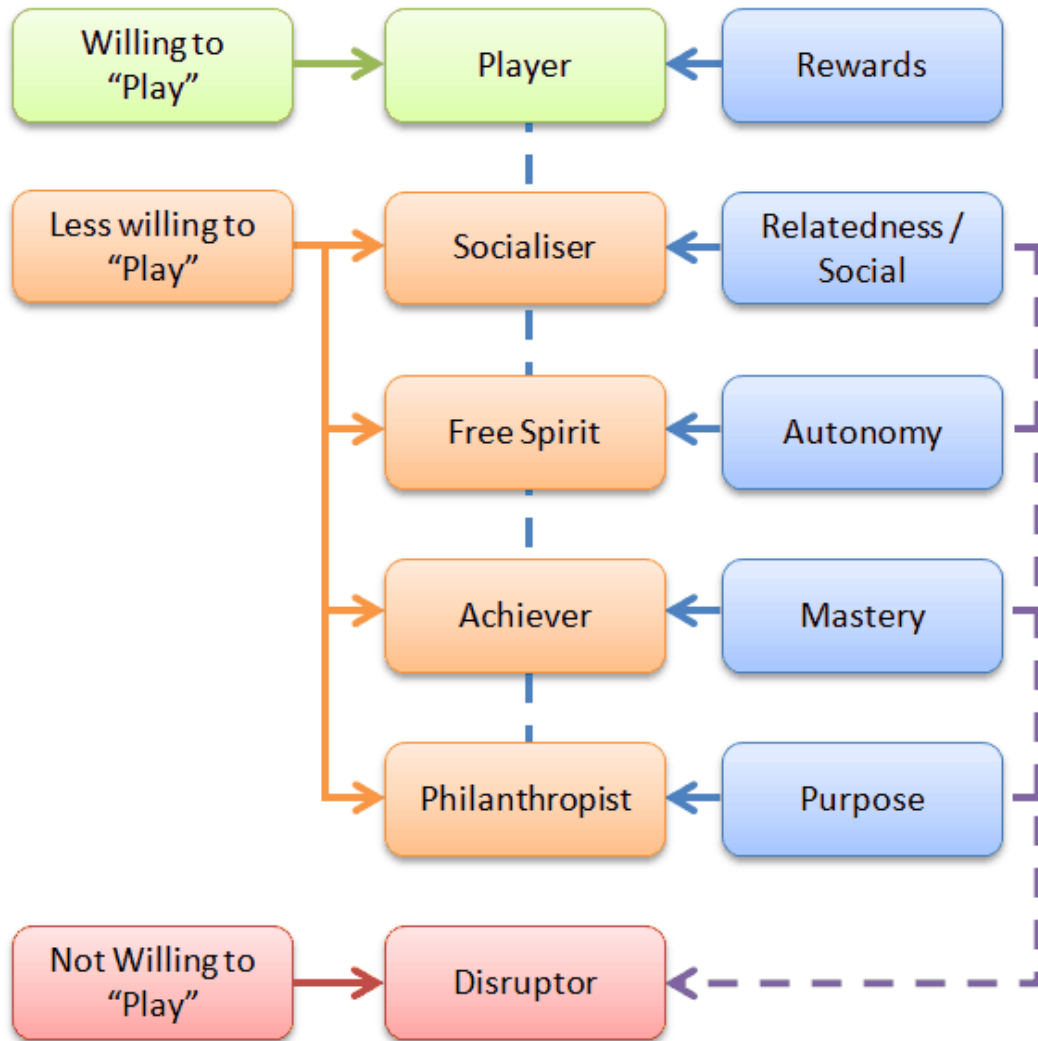 Willing to
“Play”
Player
Rewards
Less willing to
“Play”
Socialiser
Relatedness /
Social
Free Spirit
Autonomy
Achiever
Mastery
Philanthropist
Purpose
Not Willing to
“Play”
Disruptor